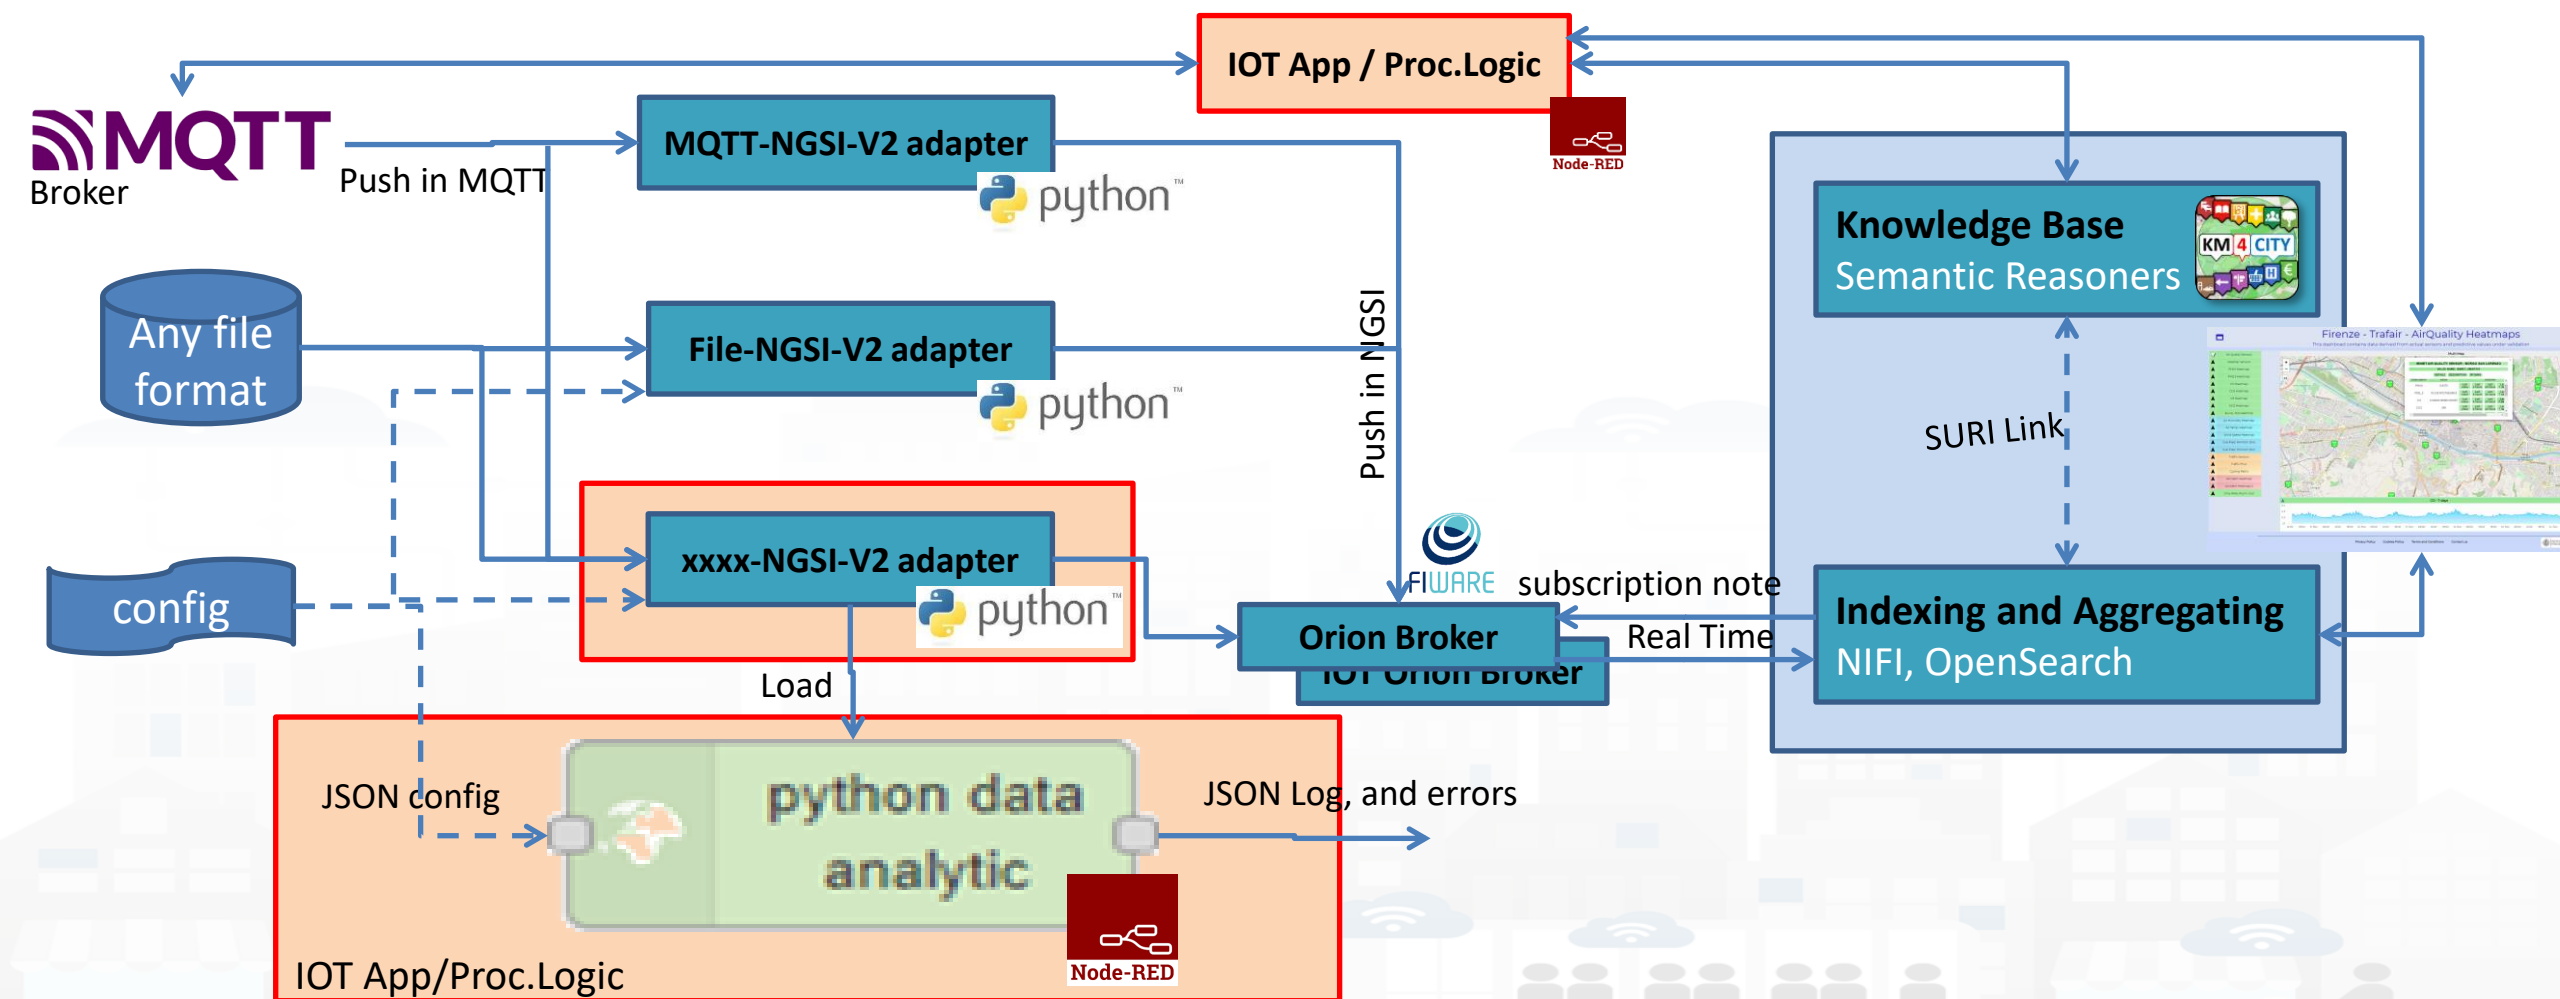 IOT App / Proc.Logic
Node-RED
MQTT
Broker
Push in MQTT
MQTT-NGSI-V2 adapter
python™
Knowledge Base
Semantic Reasoners
KM 4 CITY
Any file
format
File-NGSI-V2 adapter
python™
Push in NGSI
SURI Link
Firenze - Trafair - AirQuality Heatmaps
config
xxxx-NGSI-V2 adapter
python™
FIWARE
subscription note
Orion Broker
Real Time
IOT Orion Broker
Indexing and Aggregating
NIFI, OpenSearch
Load
JSON config
python data
analytic
JSON Log, and errors
Node-RED
IOT App/Proc.Logic